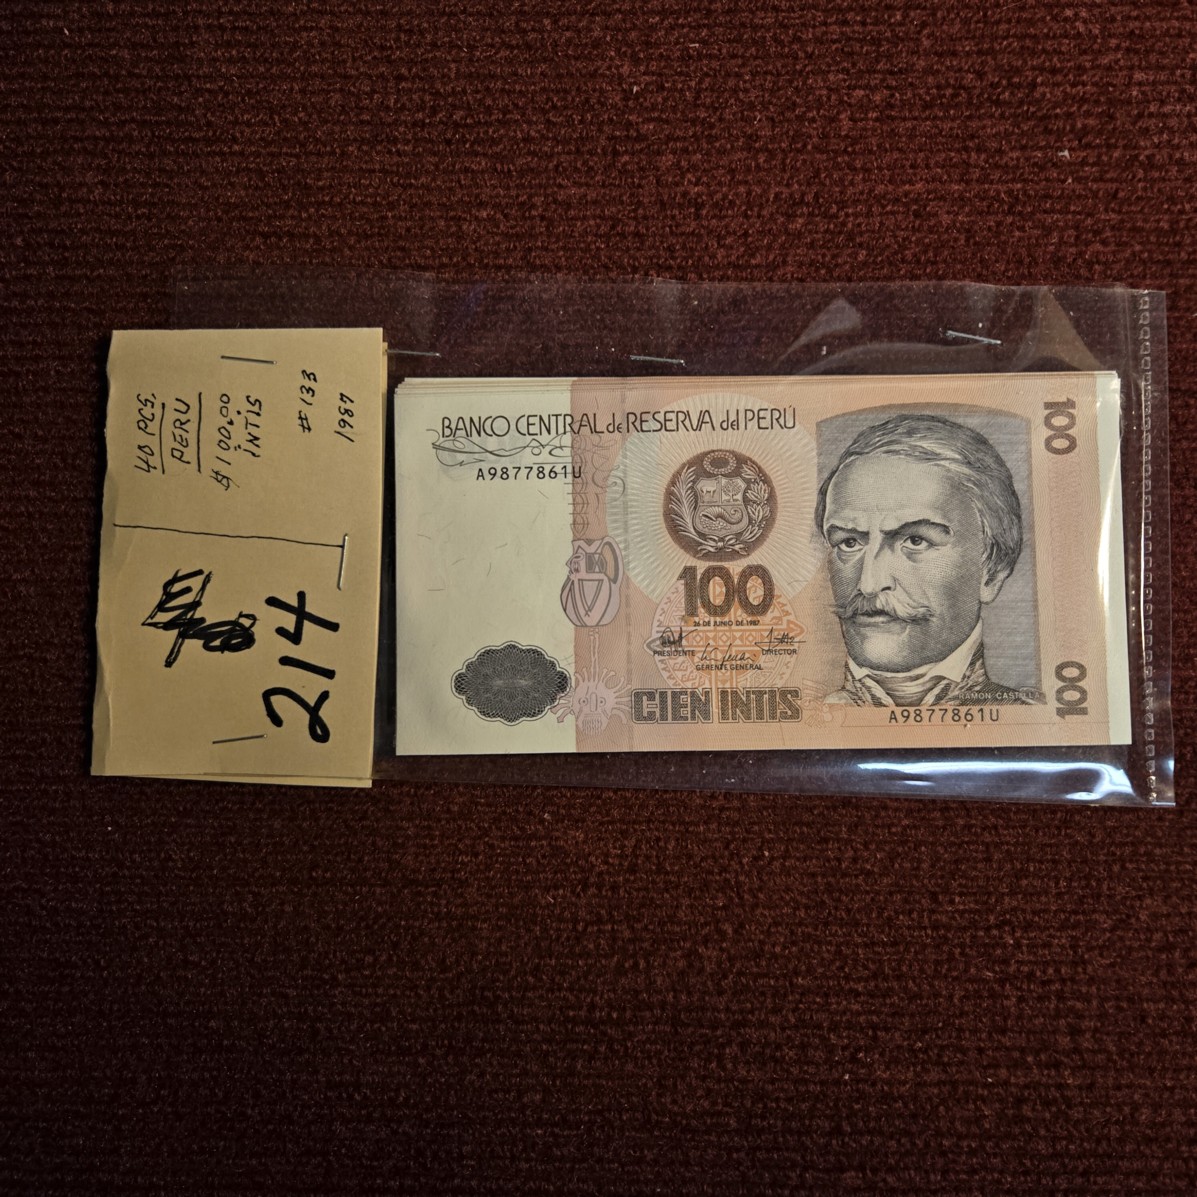 40 PCS.
PERU
$100.00
INTIS
#133
1987
214
BANCO CENTRAL de RESERVA del PERÚ
A9877861U
100
26 DE JUNIO DE 1987
PRESIDENTE
DIRECTOR
GERENTE GENERAL
CIEN INTIS
100
RAMON CASTILLA
A9877861U
100